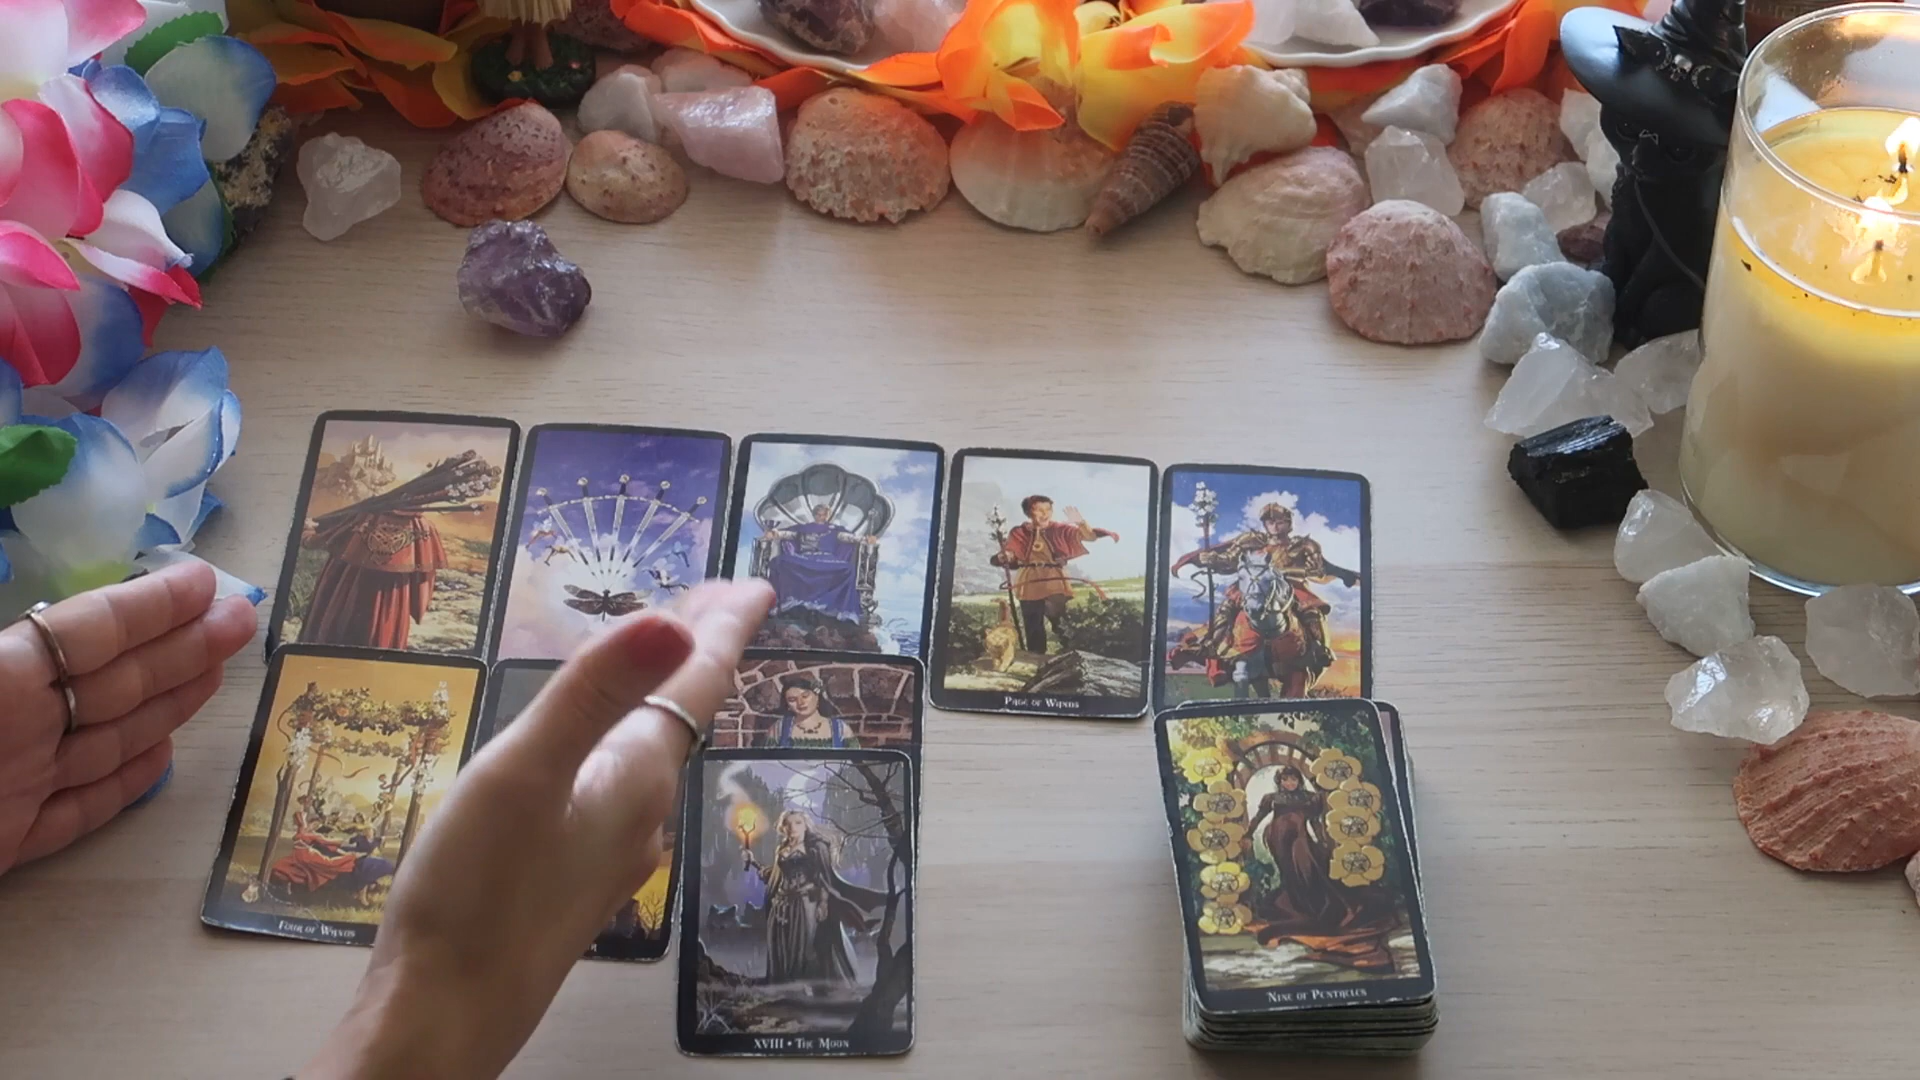 Page of Wands
Four of Wands
Nine of Pentacles
XVIII • The Moon